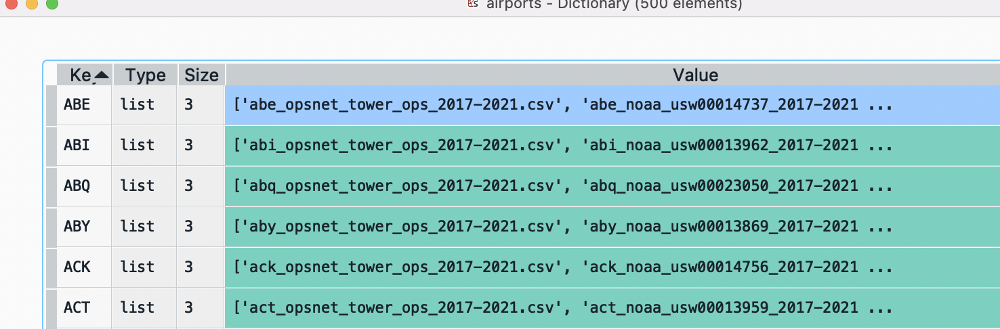 airports - Dictionary (500 elements)
Key Type Size Value
ABE list 3 ['abe_opsnet_tower_ops_2017-2021.csv', 'abe_noaa_usw00014737_2017-2021 ...
ABI list 3 ['abi_opsnet_tower_ops_2017-2021.csv', 'abi_noaa_usw00013962_2017-2021 ...
ABQ list 3 ['abq_opsnet_tower_ops_2017-2021.csv', 'abq_noaa_usw00023050_2017-2021 ...
ABY list 3 ['aby_opsnet_tower_ops_2017-2021.csv', 'aby_noaa_usw00013869_2017-2021 ...
ACK list 3 ['ack_opsnet_tower_ops_2017-2021.csv', 'ack_noaa_usw00014756_2017-2021 ...
ACT list 3 ['act_opsnet_tower_ops_2017-2021.csv', 'act_noaa_usw00013959_2017-2021 ...